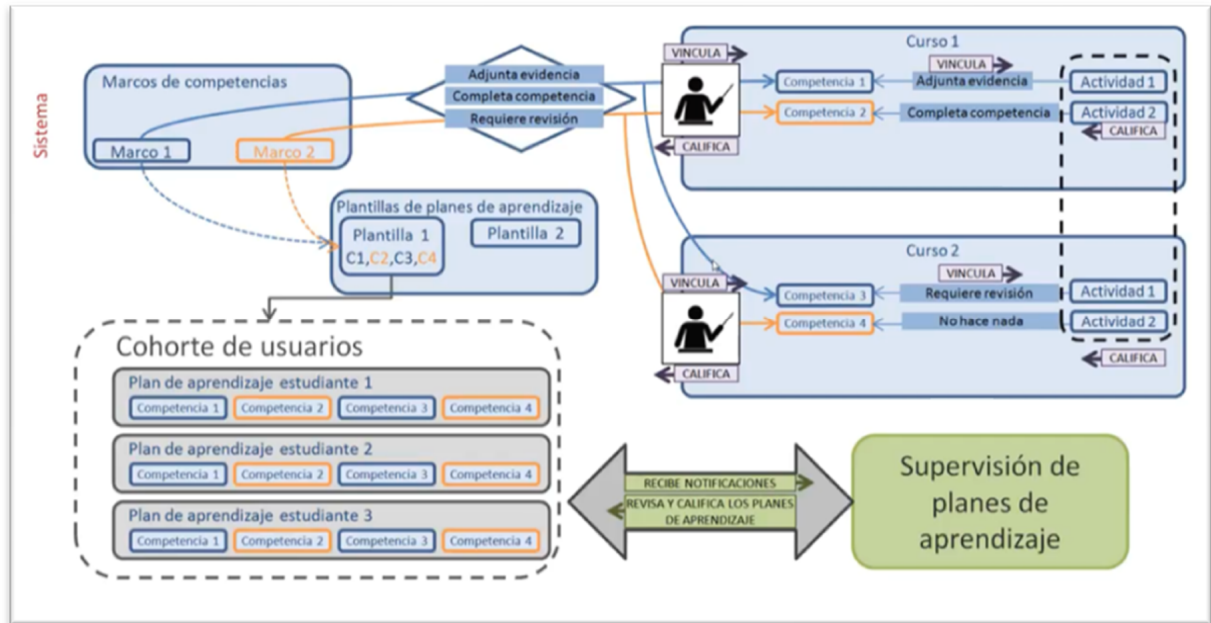 Sistema
Marcos de competencias
Marco 1
Marco 2
Adjunta evidencia
Completa competencia
Requiere revisión
Plantillas de planes de aprendizaje
Plantilla 1
C1,C2,C3,C4
Plantilla 2
Curso 1
VINCULA
CALIFICA
VINCULA
Competencia 1
Adjunta evidencia
Actividad 1
Competencia 2
Completa competencia
Actividad 2
CALIFICA
Curso 2
VINCULA
CALIFICA
VINCULA
Competencia 3
Requiere revisión
Actividad 1
Competencia 4
No hace nada
Actividad 2
CALIFICA
Cohorte de usuarios
Plan de aprendizaje estudiante 1
Competencia 1 Competencia 2 Competencia 3 Competencia 4
Plan de aprendizaje estudiante 2
Competencia 1 Competencia 2 Competencia 3 Competencia 4
Plan de aprendizaje estudiante 3
Competencia 1 Competencia 2 Competencia 3 Competencia 4
RECIBE NOTIFICACIONES
REVISA Y CALIFICA LOS PLANES
DE APRENDIZAJE
Supervisión de
planes de
aprendizaje